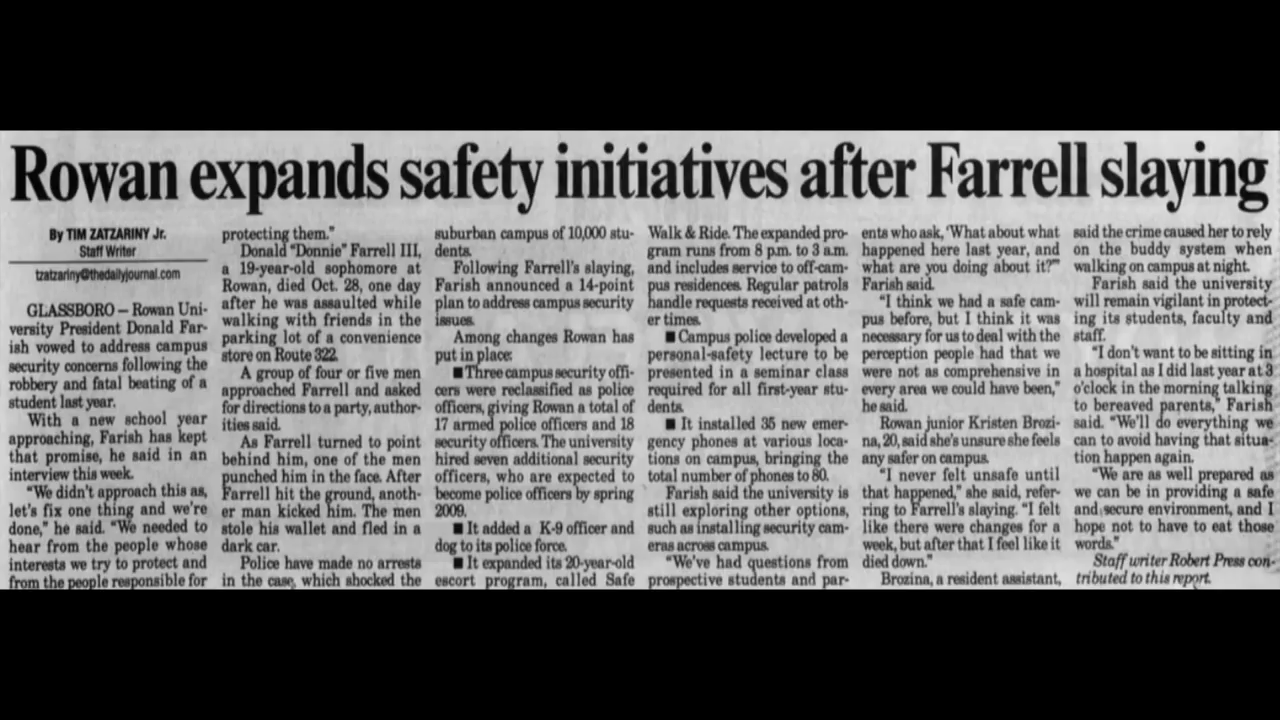 Rowan expands safety initiatives after Farrell slaying
By TIM ZATZARINY Jr.
Staff Writer
tzatzariny@thedailyjournal.com
GLASSBORO — Rowan Uni-
versity President Donald Far-
ish vowed to address campus
security concerns following the
robbery and fatal beating of a
student last year.
With a new school year
approaching, Farish has kept
that promise, he said in an
interview this week.
"We didn't approach this as,
let's fix one thing and we're
done," he said. "We needed to
hear from the people whose
interests we try to protect and
from the people responsible for
protecting them."
Donald "Donnie" Farrell III,
a 19-year-old sophomore at
Rowan, died Oct. 28, one day
after he was assaulted while
walking with friends in the
parking lot of a convenience
store on Route 322.
A group of four or five men
approached Farrell and asked
for directions to a party, author-
ities said.
As Farrell turned to point
behind him, one of the men
punched him in the face. After
Farrell hit the ground, anoth-
er man kicked him. The men
stole his wallet and fled in a
dark car.
Police have made no arrests
in the case, which shocked the
suburban campus of 10,000 stu-
dents.
Following Farrell's slaying,
Farish announced a 14-point
plan to address campus security
issues.
Among changes Rowan has
put in place:
■ Three campus security offi-
cers were reclassified as police
officers, giving Rowan a total of
17 armed police officers and 18
security officers. The university
hired seven additional security
officers, who are expected to
become police officers by spring
2009.
■ It added a K-9 officer and
dog to its police force.
■ It expanded its 20-year-old
escort program, called Safe
Walk & Ride. The expanded pro-
gram runs from 8 p.m. to 3 a.m.
and includes service to off-cam-
pus residences. Regular patrols
handle requests received at oth-
er times.
■ Campus police developed a
personal-safety lecture to be
presented in a seminar class
required for all first-year stu-
dents.
■ It installed 35 new emer-
gency phones at various loca-
tions on campus, bringing the
total number of phones to 80.
Farish said the university is
still exploring other options,
such as installing security cam-
eras across campus.
"We've had questions from
prospective students and par-
ents who ask, 'What about what
happened here last year, and
what are you doing about it?'"
Farish said.
"I think we had a safe cam-
pus before, but I think it was
necessary for us to deal with the
perception people had that we
were not as comprehensive in
every area we could have been,"
he said.
Rowan junior Kristen Brozi-
na, 20, said she's unsure she feels
any safer on campus.
"I never felt unsafe until
that happened," she said, refer-
ring to Farrell's slaying. "I felt
like there were changes for a
week, but after that I feel like it
died down."
Brozina, a resident assistant,
said the crime caused her to rely
on the buddy system when
walking on campus at night.
Farish said the university
will remain vigilant in protect-
ing its students, faculty and
staff.
"I don't want to be sitting in
a hospital as I did last year at 3
o'clock in the morning talking
to bereaved parents," Farish
said. "We'll do everything we
can to avoid having that situa-
tion happen again.
"We are as well prepared as
we can be in providing a safe
and secure environment, and I
hope not to have to eat those
words."
Staff writer Robert Press con-
tributed to this report.